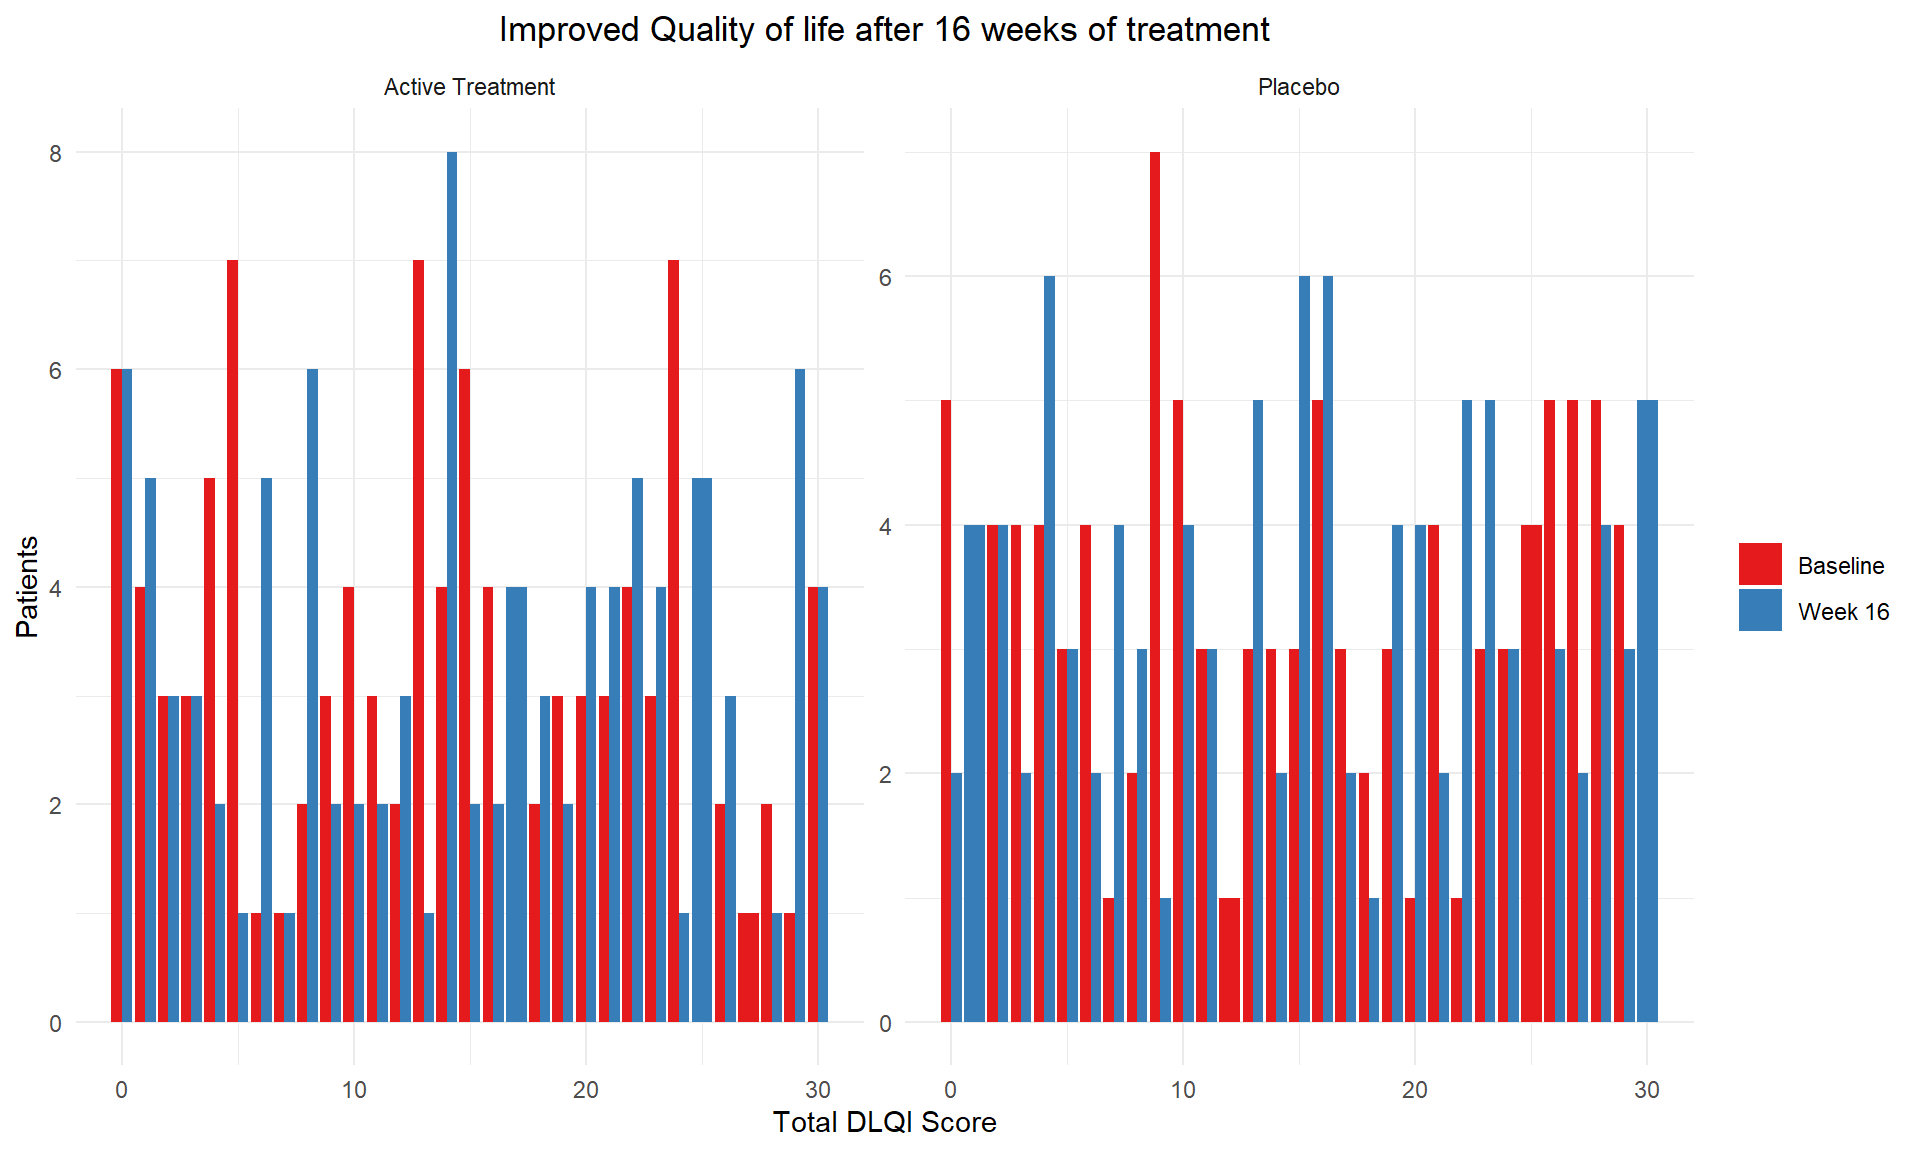 Improved Quality of life after 16 weeks of treatment
Active Treatment
Placebo
Patients
8
6
4
2
0
6
4
2
0
0 10 20 30
0 10 20 30
Total DLQI Score
Baseline
Week 16